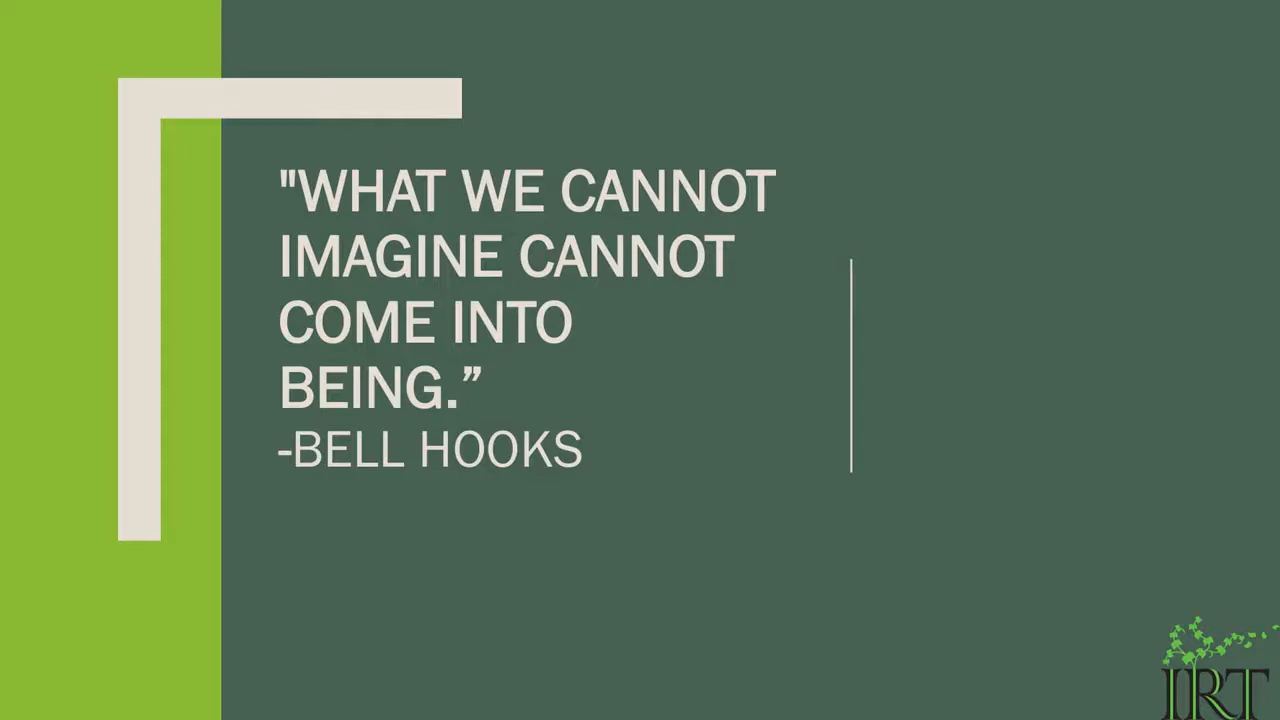 "WHAT WE CANNOT
IMAGINE CANNOT
COME INTO
BEING.”
-BELL HOOKS
IRT